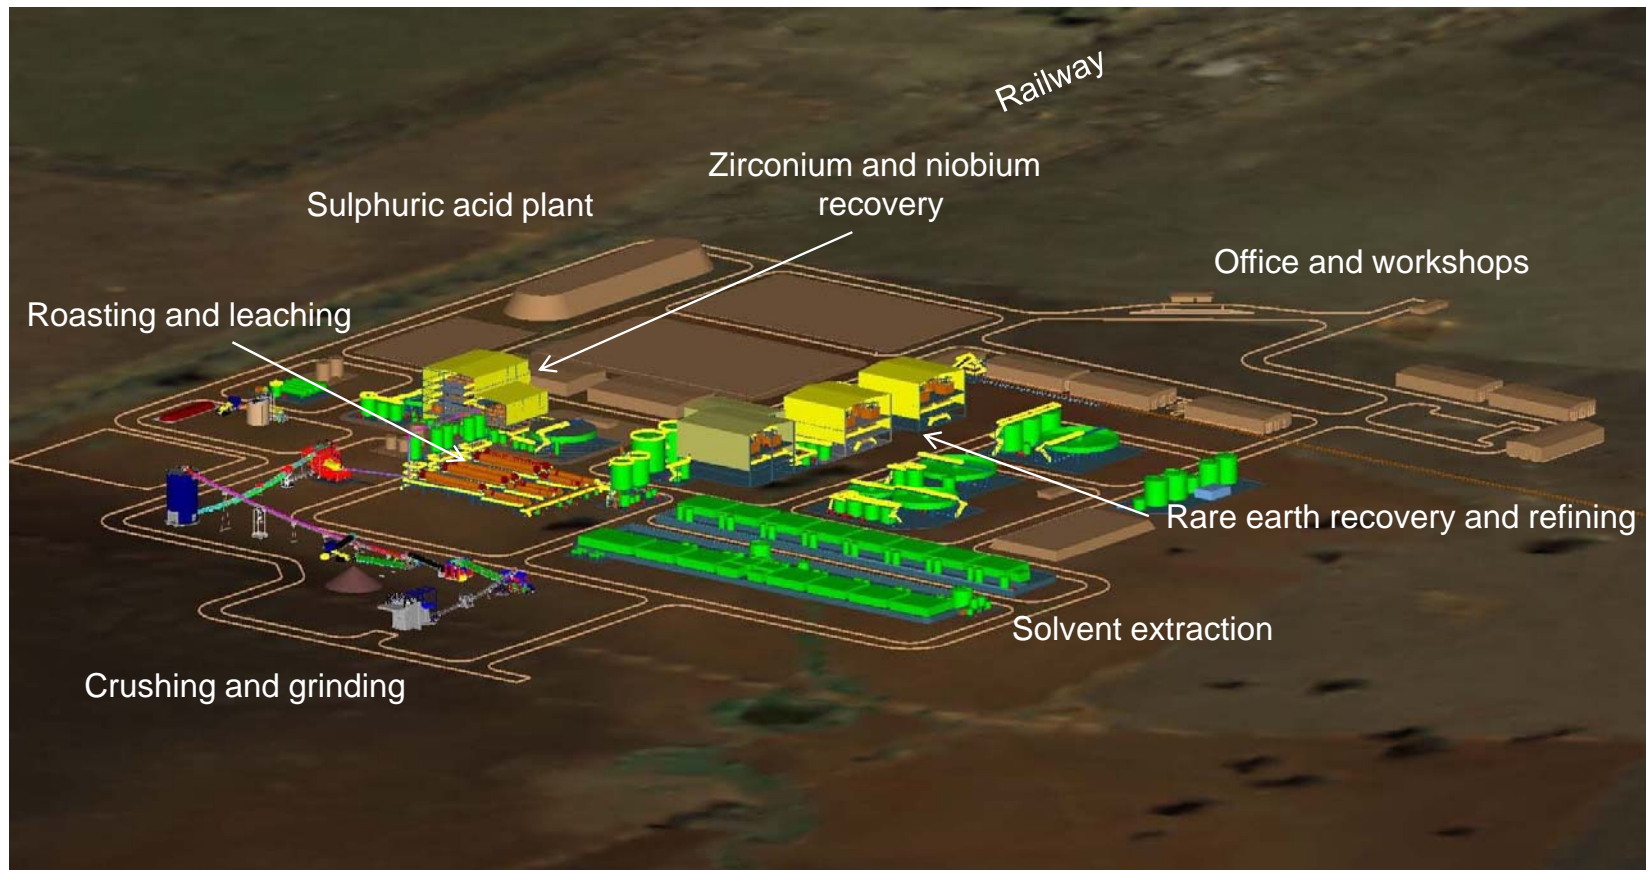 Railway
Zirconium and niobium
recovery
Sulphuric acid plant
Office and workshops
Roasting and leaching
Rare earth recovery and refining
Solvent extraction
Crushing and grinding